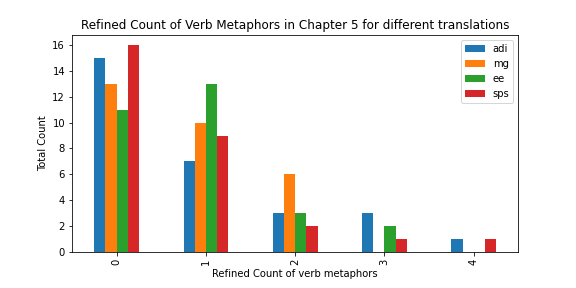 Refined Count of Verb Metaphors in Chapter 5 for different translations
16
14
12
10
8
6
4
2
0
Total Count
adi
mg
ee
sps
0
1
2
3
4
Refined Count of verb metaphors